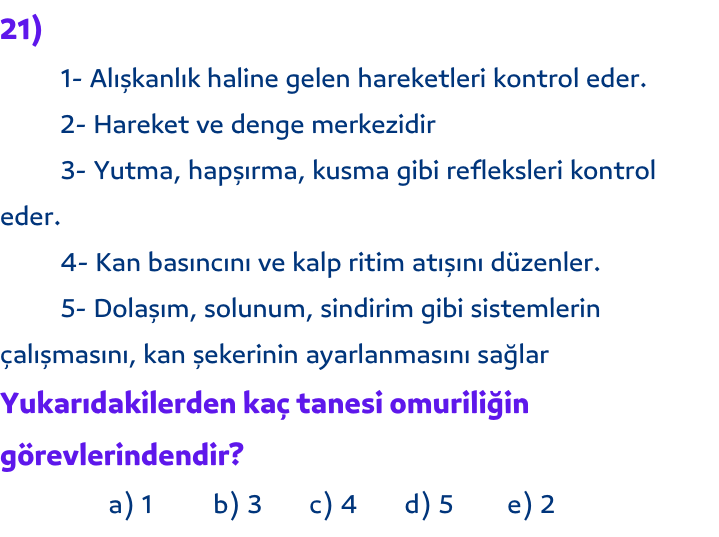 21)
1- Alışkanlık haline gelen hareketleri kontrol eder.
2- Hareket ve denge merkezidir
3- Yutma, hapşırma, kusma gibi refleksleri kontrol
eder.
4- Kan basıncını ve kalp ritim atışını düzenler.
5- Dolaşım, solunum, sindirim gibi sistemlerin
çalışmasını, kan şekerinin ayarlanmasını sağlar
Yukarıdakilerden kaç tanesi omuriliğin
görevlerindendir?
a) 1 b) 3 c) 4 d) 5 e) 2